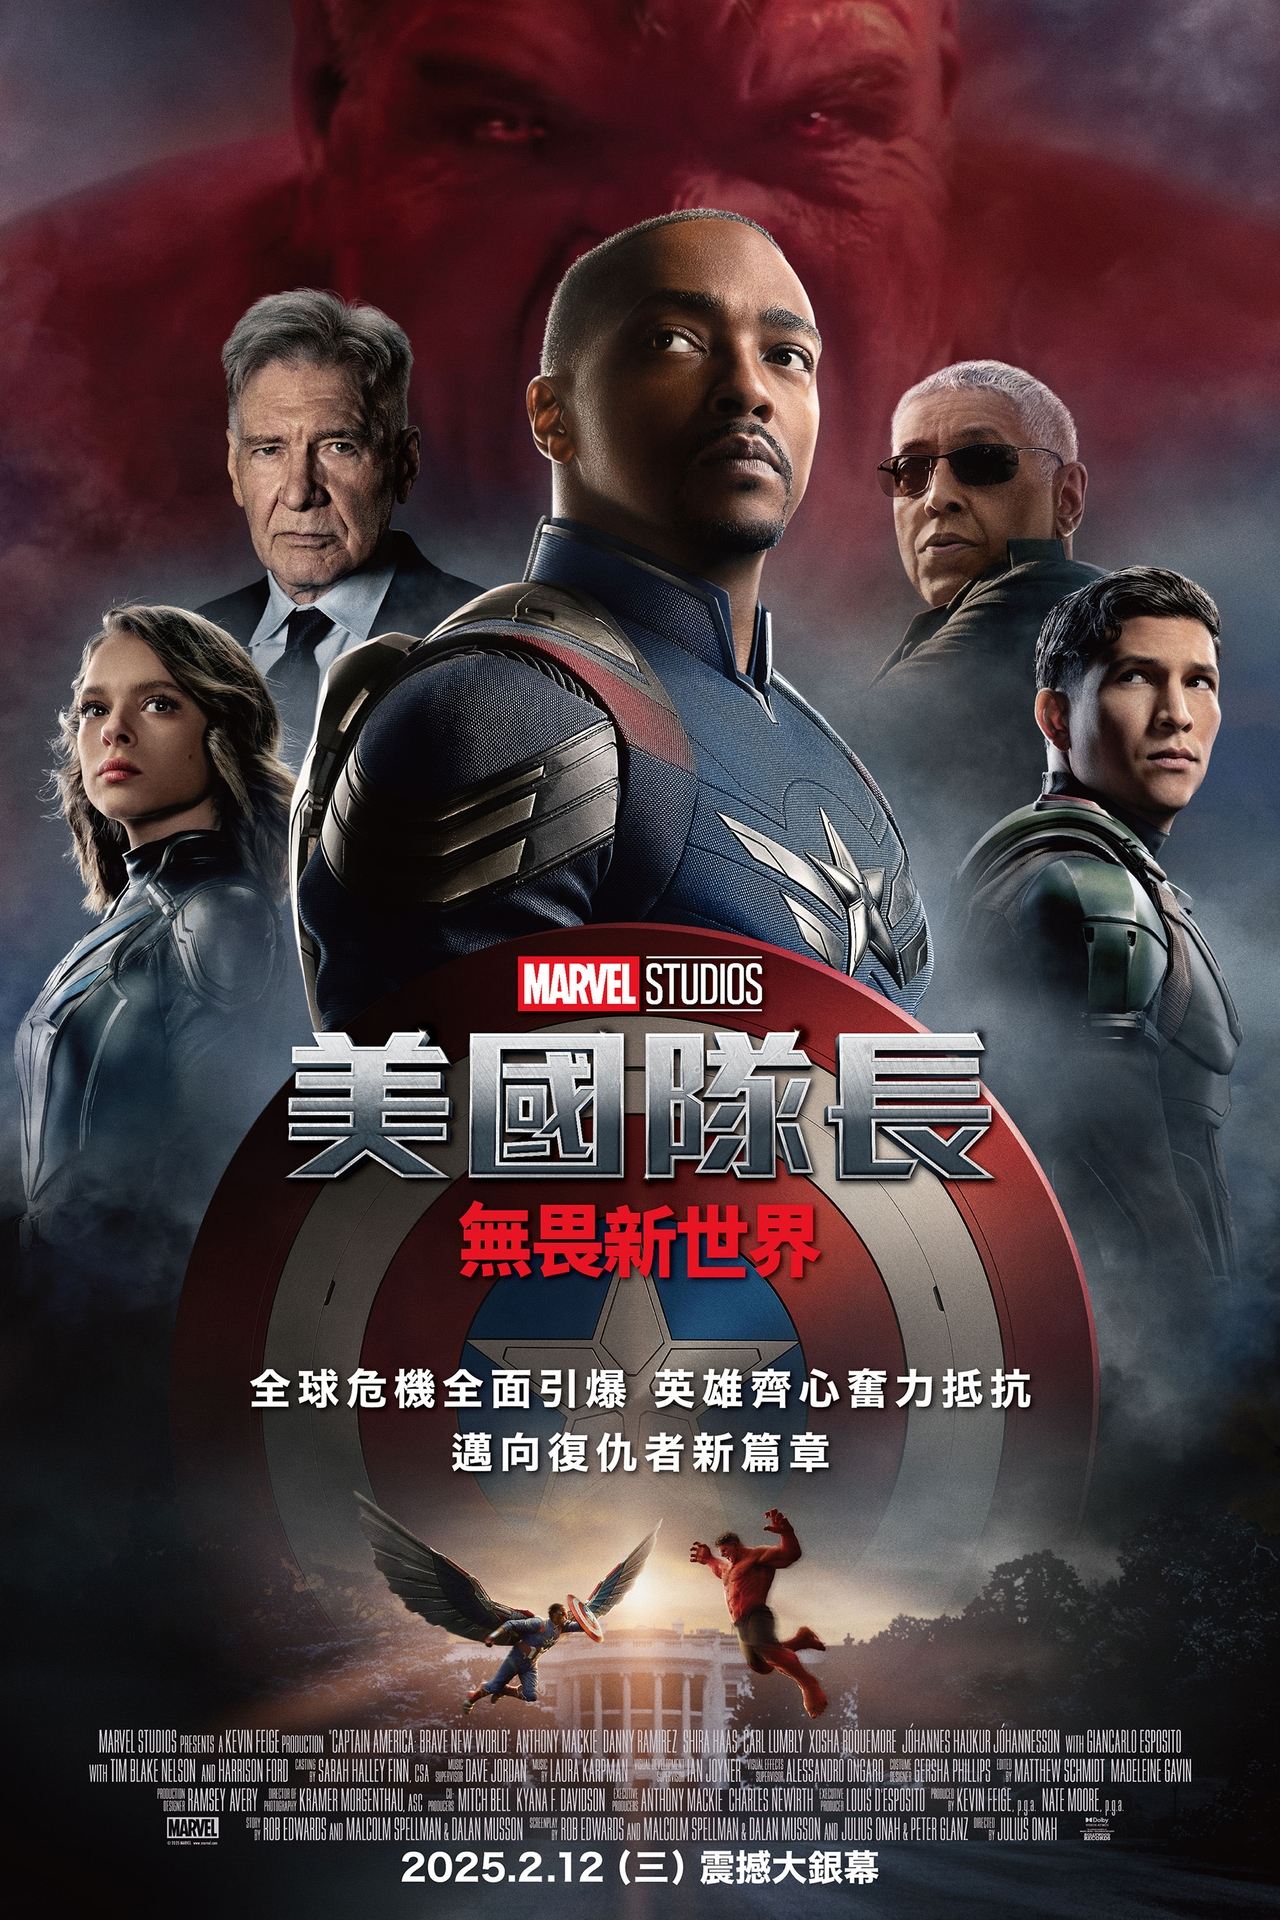 MARVEL STUDIOS
美國隊長
無畏新世界
全球危機全面引爆 英雄齊心奮力抵抗
邁向復仇者新篇章
MARVEL STUDIOS PRESENTS A KEVIN FEIGE PRODUCTION "CAPTAIN AMERICA: BRAVE NEW WORLD" ANTHONY MACKIE DANNY RAMIREZ SHIRA HAAS CARL LUMBLY XOSHA ROQUEMORE JÓHANNES HAUKUR JÓHANNESSON WITH GIANCARLO ESPOSITO
WITH TIM BLAKE NELSON AND HARRISON FORD CASTING BY SARAH HALLEY FINN, CSA MUSIC SUPERVISOR DAVE JORDAN MUSIC BY LAURA KARPMAN VISUAL DEVELOPMENT SUPERVISOR IAN JOYNER VISUAL EFFECTS SUPERVISOR ALESSANDRO ONGARO COSTUME DESIGNER GERSHA PHILLIPS EDITED BY MATTHEW SCHMIDT MADELEINE GAVIN
PRODUCTION DESIGNER RAMSEY AVERY DIRECTOR OF PHOTOGRAPHY KRAMER MORGENTHAU, ASC CO-PRODUCERS MITCH BELL KYANA F. DAVIDSON EXECUTIVE PRODUCERS ANTHONY MACKIE CHARLES NEWIRTH EXECUTIVE PRODUCER LOUIS D'ESPOSITO PRODUCED BY KEVIN FEIGE, p.g.a. NATE MOORE, p.g.a.
MARVEL STORY BY ROB EDWARDS AND MALCOLM SPELLMAN & DALAN MUSSON SCREENPLAY BY ROB EDWARDS AND MALCOLM SPELLMAN & DALAN MUSSON AND JULIUS ONAH & PETER GLANZ DIRECTED BY JULIUS ONAH
© 2025 MARVEL www.marvel.com
2025.2.12 (三) 震撼大銀幕